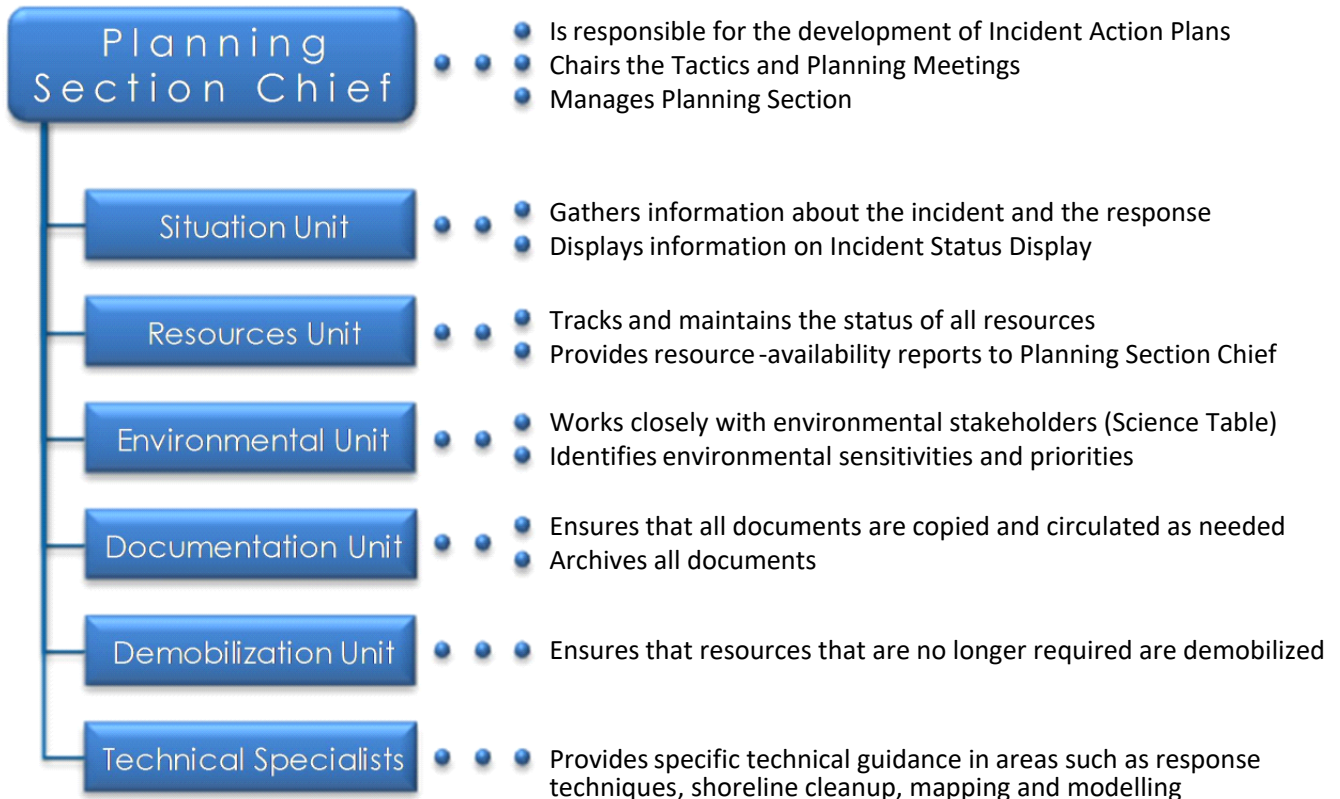 Planning
Section Chief
Is responsible for the development of Incident Action Plans
Chairs the Tactics and Planning Meetings
Manages Planning Section
Situation Unit
Gathers information about the incident and the response
Displays information on Incident Status Display
Resources Unit
Tracks and maintains the status of all resources
Provides resource-availability reports to Planning Section Chief
Environmental Unit
Works closely with environmental stakeholders (Science Table)
Identifies environmental sensitivities and priorities
Documentation Unit
Ensures that all documents are copied and circulated as needed
Archives all documents
Demobilization Unit
Ensures that resources that are no longer required are demobilized
Technical Specialists
Provides specific technical guidance in areas such as response
techniques, shoreline cleanup, mapping and modelling